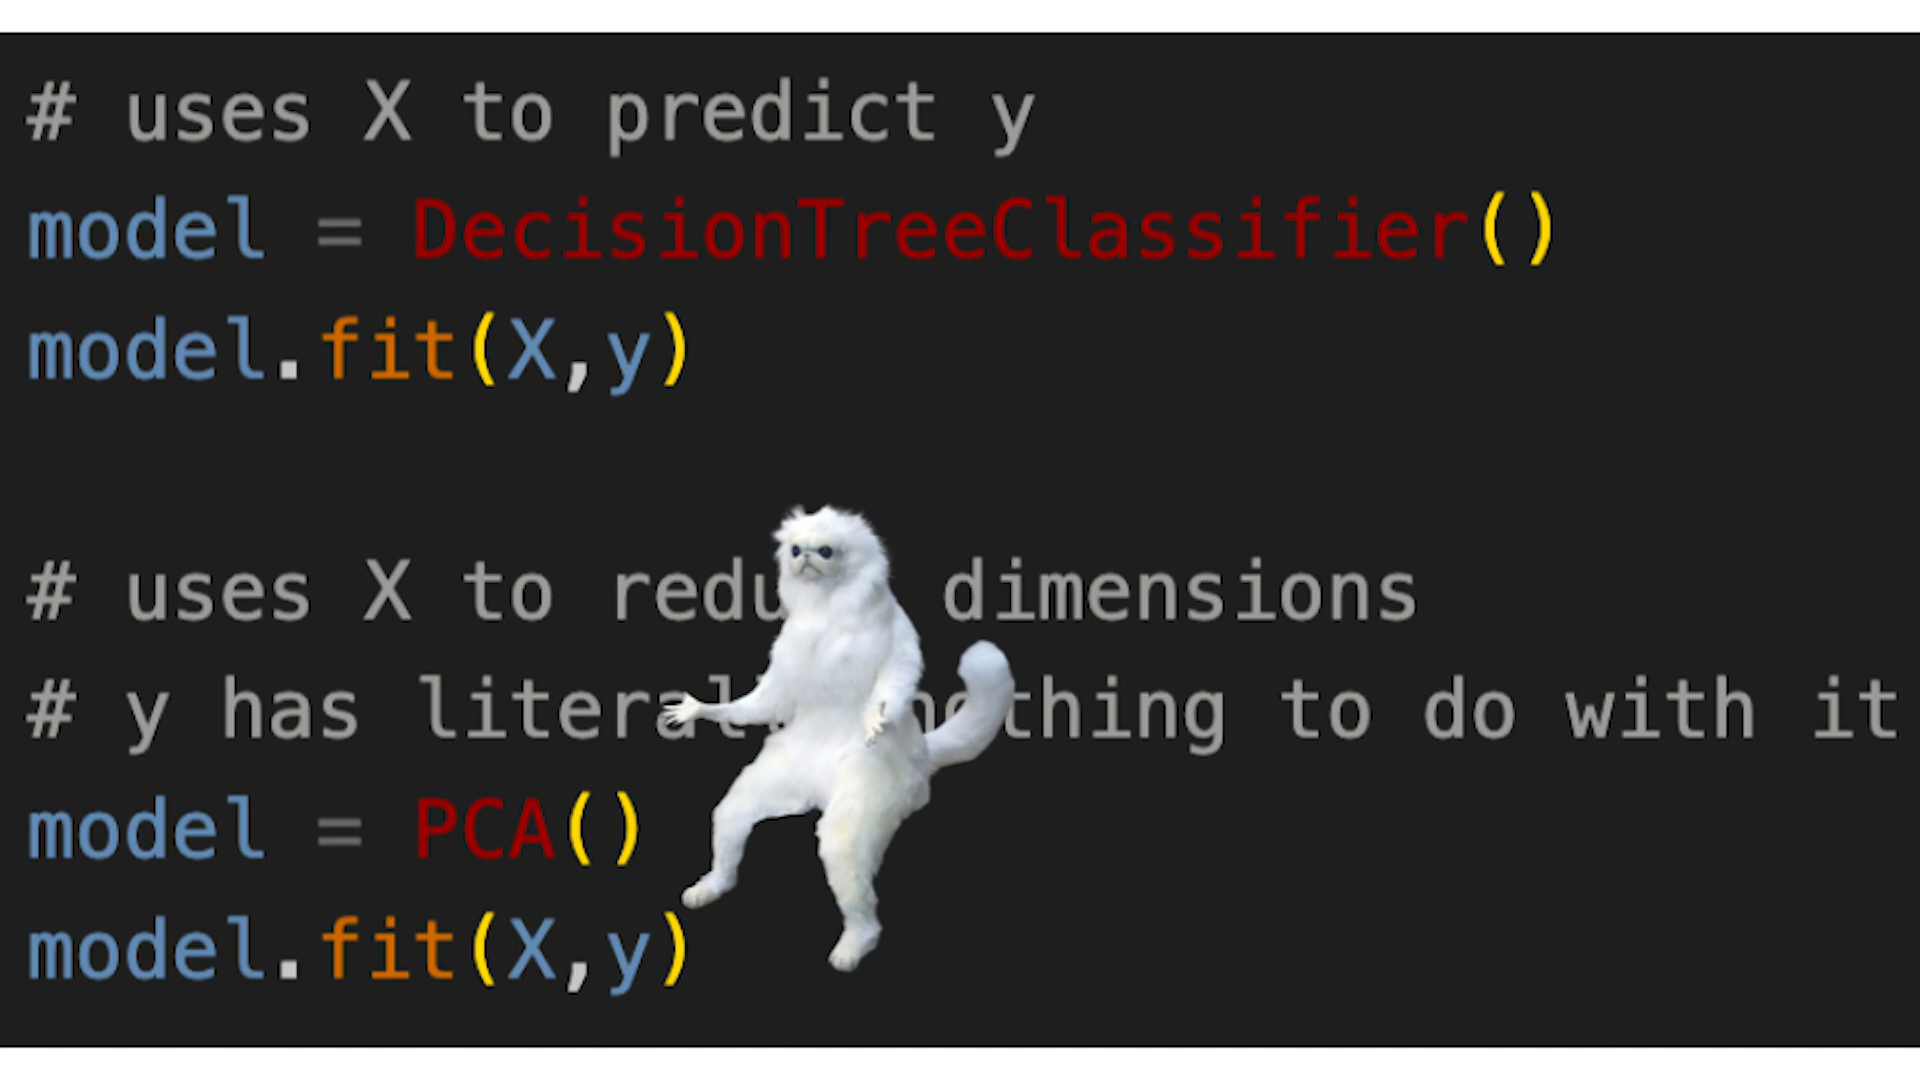 # uses X to predict y
model = DecisionTreeClassifier()
model.fit(X,y)
# uses X to dimensions
# y has to do with it
model = PCA()
model.fit(X,y)